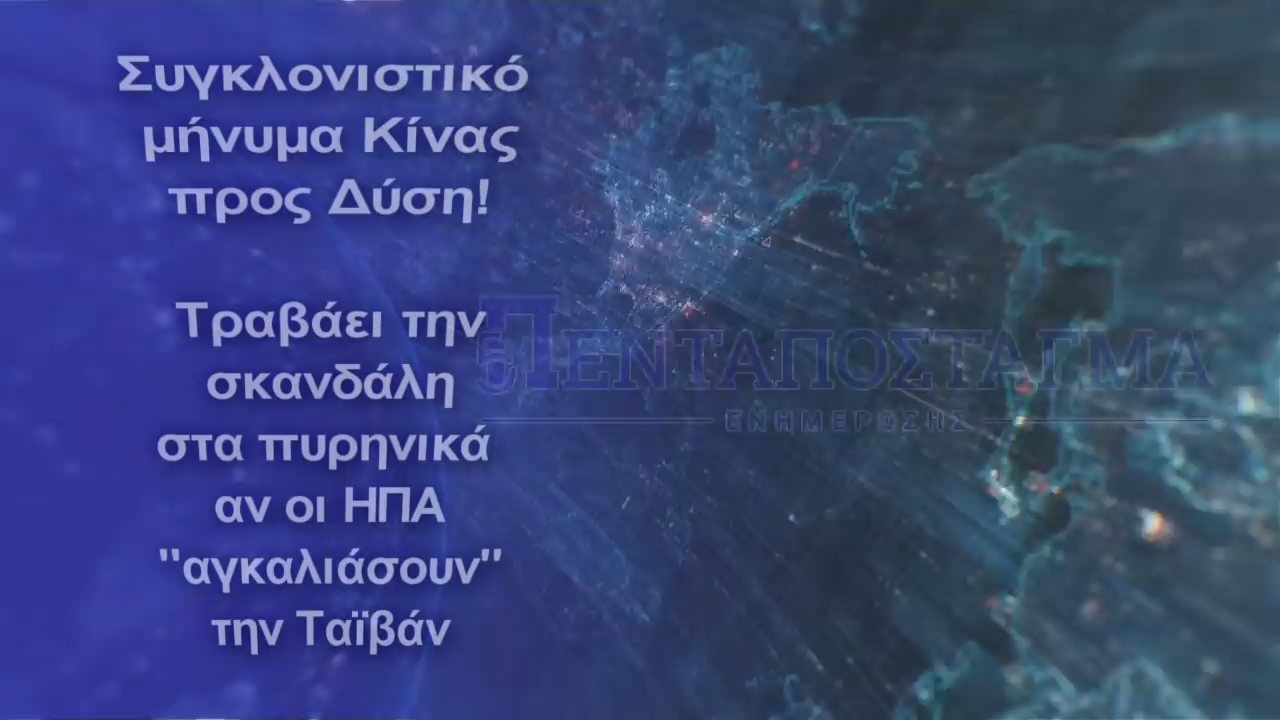 Συγκλονιστικό
μήνυμα Κίνας
προς Δύση!
Τραβάει την
σκανδάλη
στα πυρηνικά
αν οι ΗΠΑ
"αγκαλιάσουν"
την Ταϊβάν
ΠΕΝΤΑΠΟΣΤΑΓΜΑ
ΕΝΗΜΕΡΩΣΗΣ